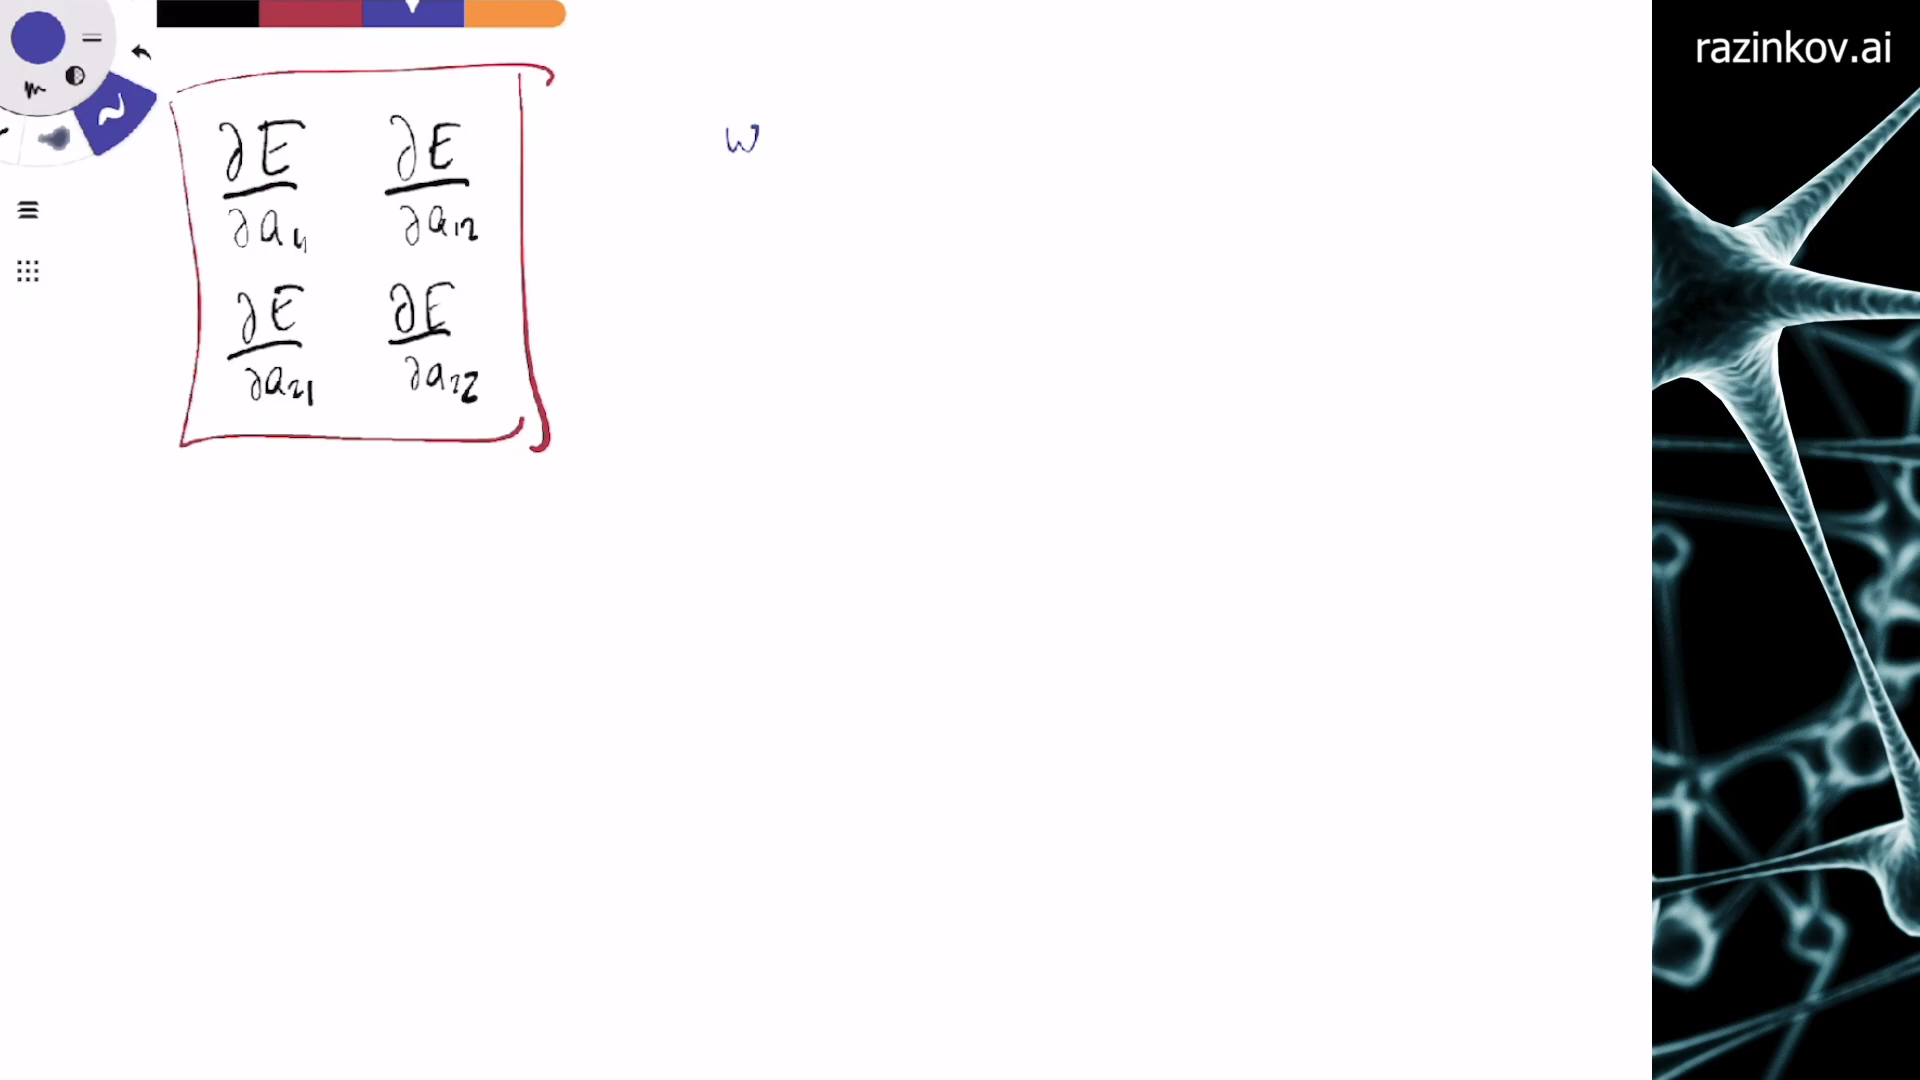 razinkov.ai
∂E ∂E w
∂a₁₁ ∂a₁₂
∂E ∂E
∂a₂₁ ∂a₂₂